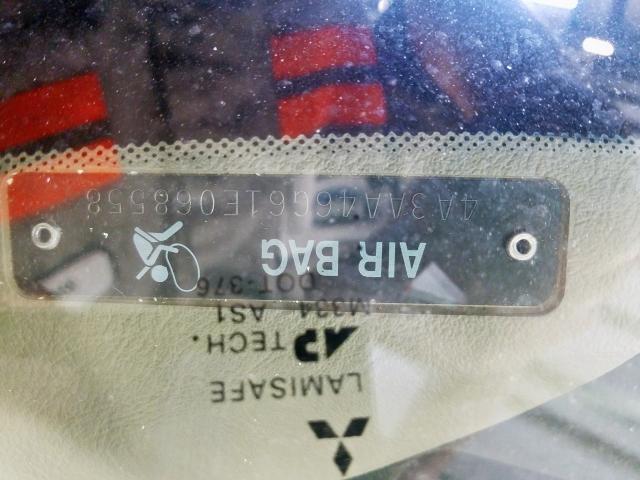 LAMISAFE
AP TECH.
M334 AS1
DOT-376
AIR BAG
4A3AA46G61E068558